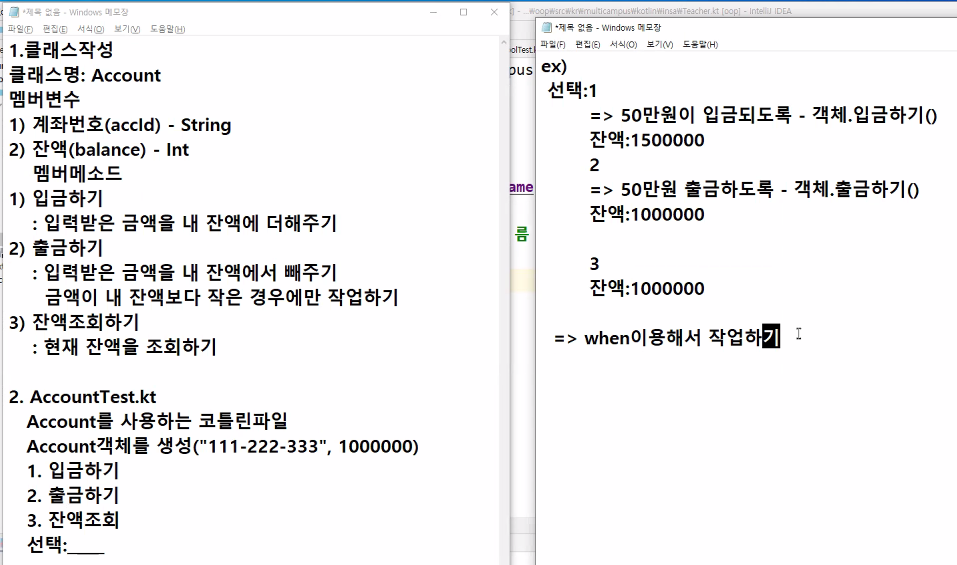 *제목 없음 - Windows 메모장
파일(F) 편집(E) 서식(O) 보기(V) 도움말(H)
1.클래스작성
클래스명: Account
멤버변수
1) 계좌번호(accId) - String
2) 잔액(balance) - Int
멤버메소드
1) 입금하기
: 입력받은 금액을 내 잔액에 더해주기
2) 출금하기
: 입력받은 금액을 내 잔액에서 빼주기
금액이 내 잔액보다 작은 경우에만 작업하기
3) 잔액조회하기
: 현재 잔액을 조회하기
2. AccountTest.kt
Account를 사용하는 코틀린파일
Account객체를 생성("111-222-333", 1000000)
1. 입금하기
2. 출금하기
3. 잔액조회
선택:____
...₩oop₩src₩kr₩multicampus₩kotlin₩insa₩Teacher.kt [oop] - IntelliJ IDEA
pus
ame
름
*제목 없음 - Windows 메모장
파일(F) 편집(E) 서식(O) 보기(V) 도움말(H)
ex)
선택:1
=> 50만원이 입금되도록 - 객체.입금하기()
잔액:1500000
2
=> 50만원 출금하도록 - 객체.출금하기()
잔액:1000000
3
잔액:1000000
=> when이용해서 작업하기